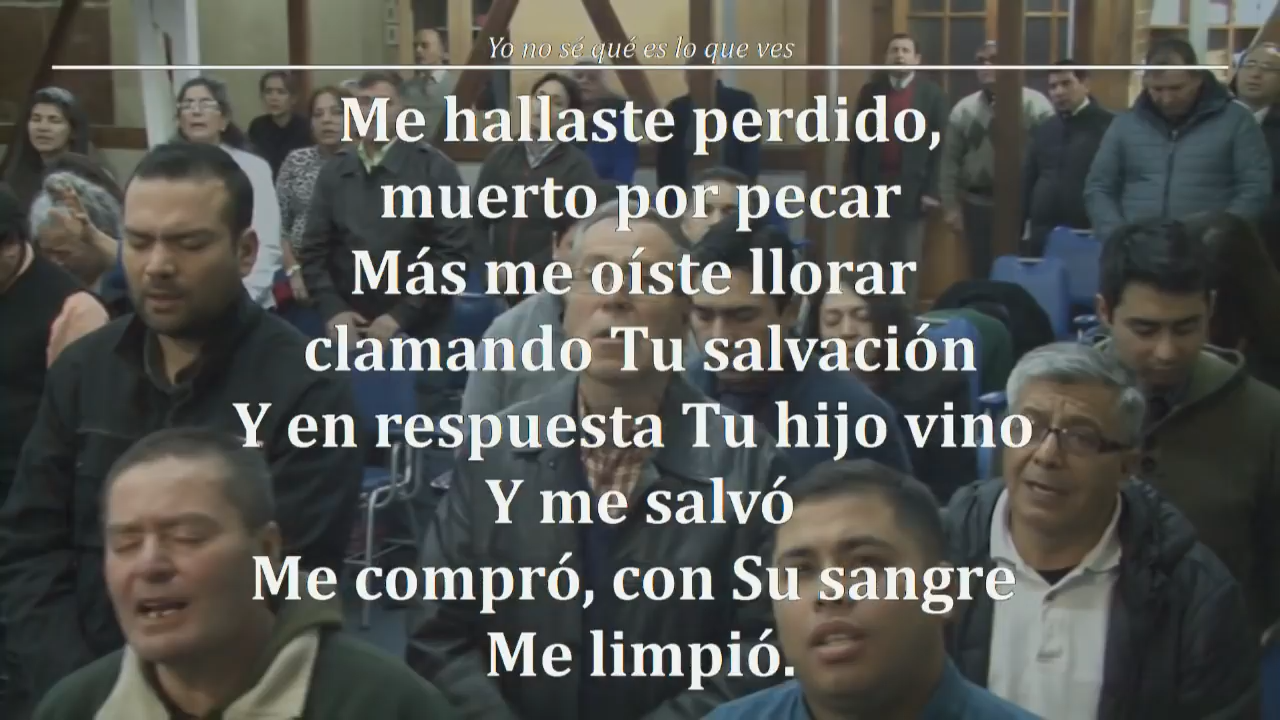 Yo no sé qué es lo que ves
Me hallaste perdido,
muerto por pecar
Más me oíste llorar
clamando Tu salvación
Y en respuesta Tu hijo vino
Y me salvó
Me compró, con Su sangre
Me limpió.